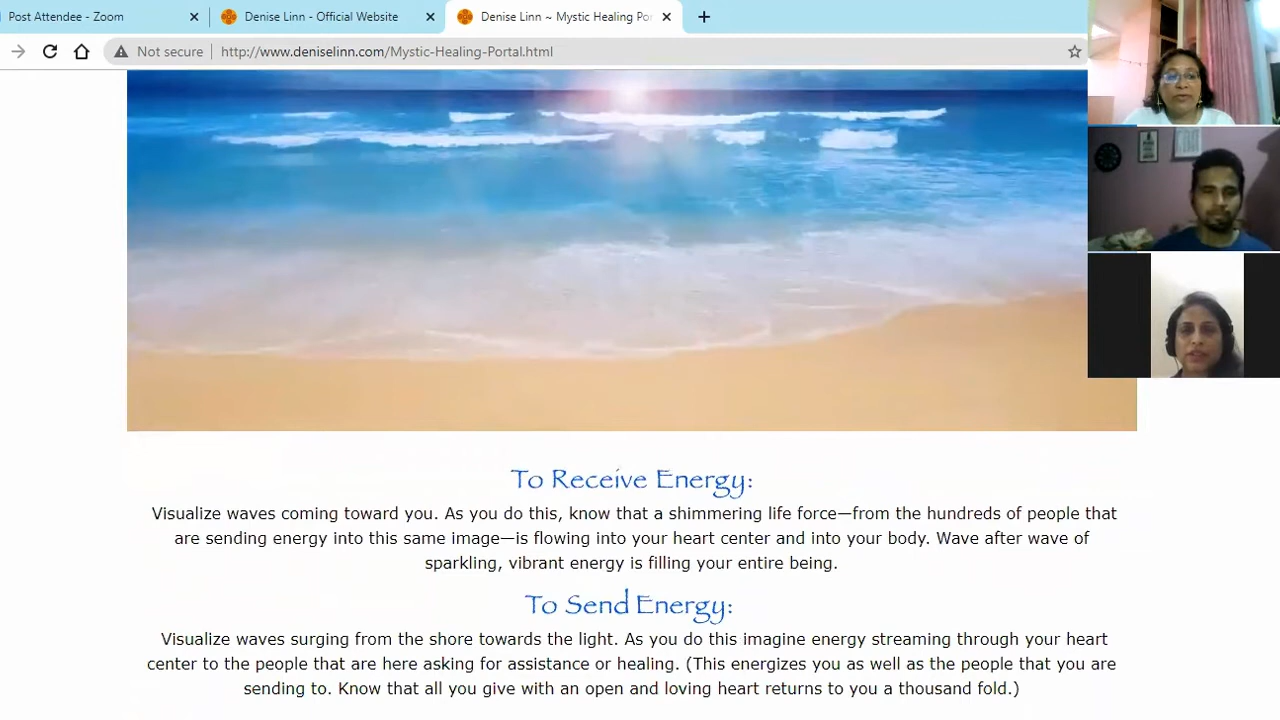 Post Attendee - Zoom
Denise Linn - Official Website
Denise Linn ~ Mystic Healing Por
Not secure
http://www.deniselinn.com/Mystic-Healing-Portal.html
To Receive Energy:
Visualize waves coming toward you. As you do this, know that a shimmering life force—from the hundreds of people that
are sending energy into this same image—is flowing into your heart center and into your body. Wave after wave of
sparkling, vibrant energy is filling your entire being.
To Send Energy:
Visualize waves surging from the shore towards the light. As you do this imagine energy streaming through your heart
center to the people that are here asking for assistance or healing. (This energizes you as well as the people that you are
sending to. Know that all you give with an open and loving heart returns to you a thousand fold.)